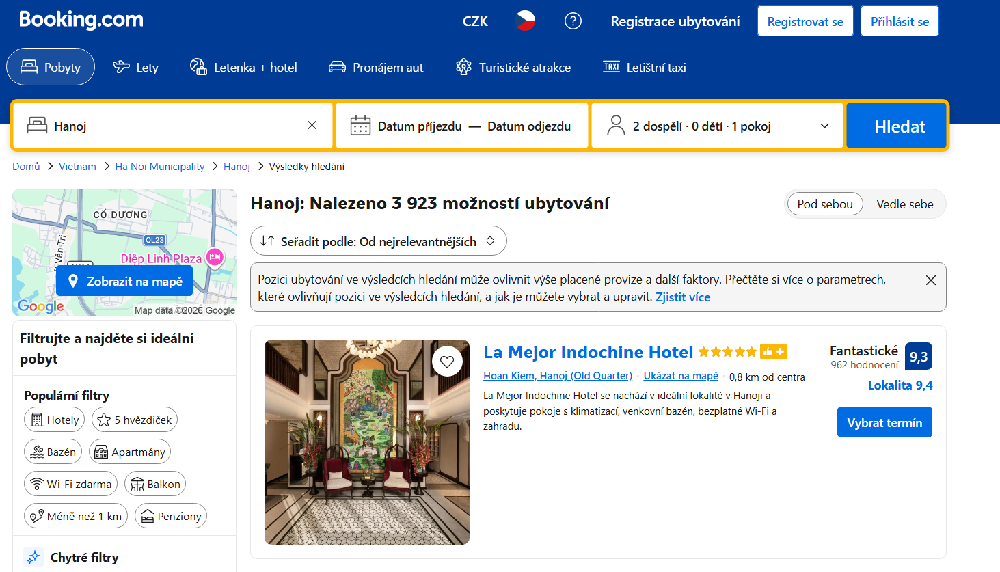 Booking.com
CZK
Registrace ubytování
Registrovat se
Přihlásit se
Pobyty
Lety
Letenka + hotel
Pronájem aut
Turistické atrakce
TAXI
Letištní taxi
Hanoj
Datum příjezdu — Datum odjezdu
2 dospělí · 0 dětí · 1 pokoj
Hledat
Domů > Vietnam > Ha Noi Municipality > Hanoj > Výsledky hledání
CỔ DƯƠNG
QL23
Vân Trì
Diệp Linh Plaza
Zobrazit na mapě
Google
Map data ©2026 Google
Filtrujte a najděte si ideální
pobyt
Populární filtry
Hotely
5 hvězdiček
Bazén
Apartmány
Wi-Fi zdarma
Balkon
Méně než 1 km
Penziony
Chytré filtry
Hanoj: Nalezeno 3 923 možností ubytování
Pod sebou
Vedle sebe
Seřadit podle: Od nejrelevantnějších
Pozici ubytování ve výsledcích hledání může ovlivnit výše placené provize a další faktory. Přečtěte si více o parametrech,
které ovlivňují pozici ve výsledcích hledání, a jak je můžete vybrat a upravit. Zjistit více
La Mejor Indochine Hotel
Hoan Kiem, Hanoj (Old Quarter) · Ukázat na mapě · 0,8 km od centra
La Mejor Indochine Hotel se nachází v ideální lokalitě v Hanoji a
poskytuje pokoje s klimatizací, venkovní bazén, bezplatné Wi-Fi a
zahradu.
Fantastické
962 hodnocení
9,3
Lokalita 9,4
Vybrat termín